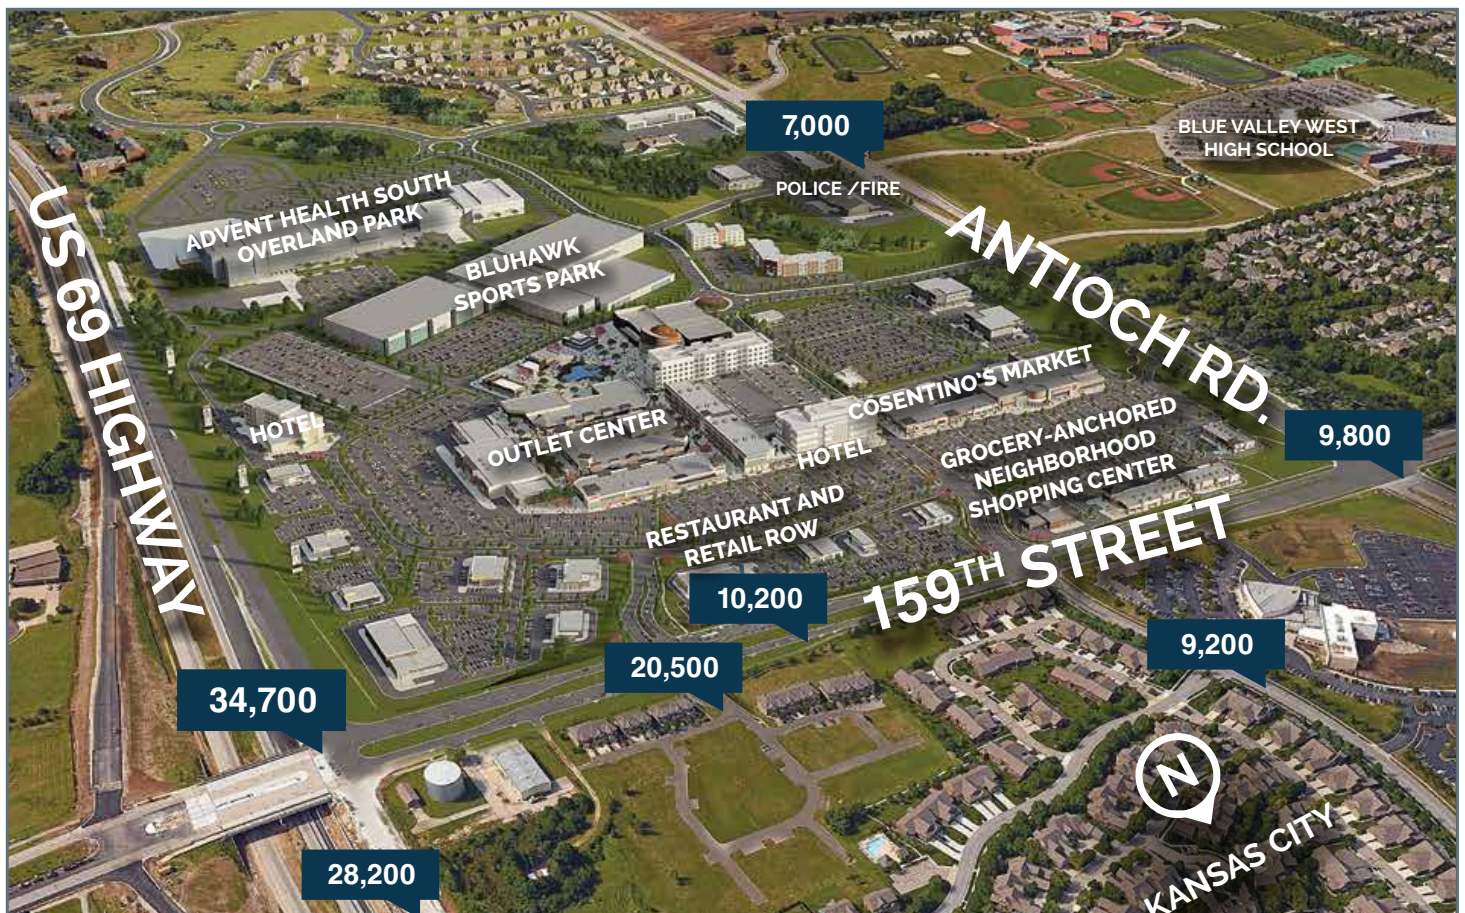 7,000
BLUE VALLEY WEST
HIGH SCHOOL
POLICE /FIRE
ADVENT HEALTH SOUTH
OVERLAND PARK
US 69 HIGHWAY
BLUHAWK
SPORTS PARK
ANTIOCH RD.
COSENTINO'S MARKET
HOTEL
OUTLET CENTER
HOTEL
GROCERY-ANCHORED
NEIGHBORHOOD
SHOPPING CENTER
9,800
RESTAURANT AND
RETAIL ROW
159TH STREET
10,200
9,200
20,500
34,700
N
KANSAS CITY
28,200